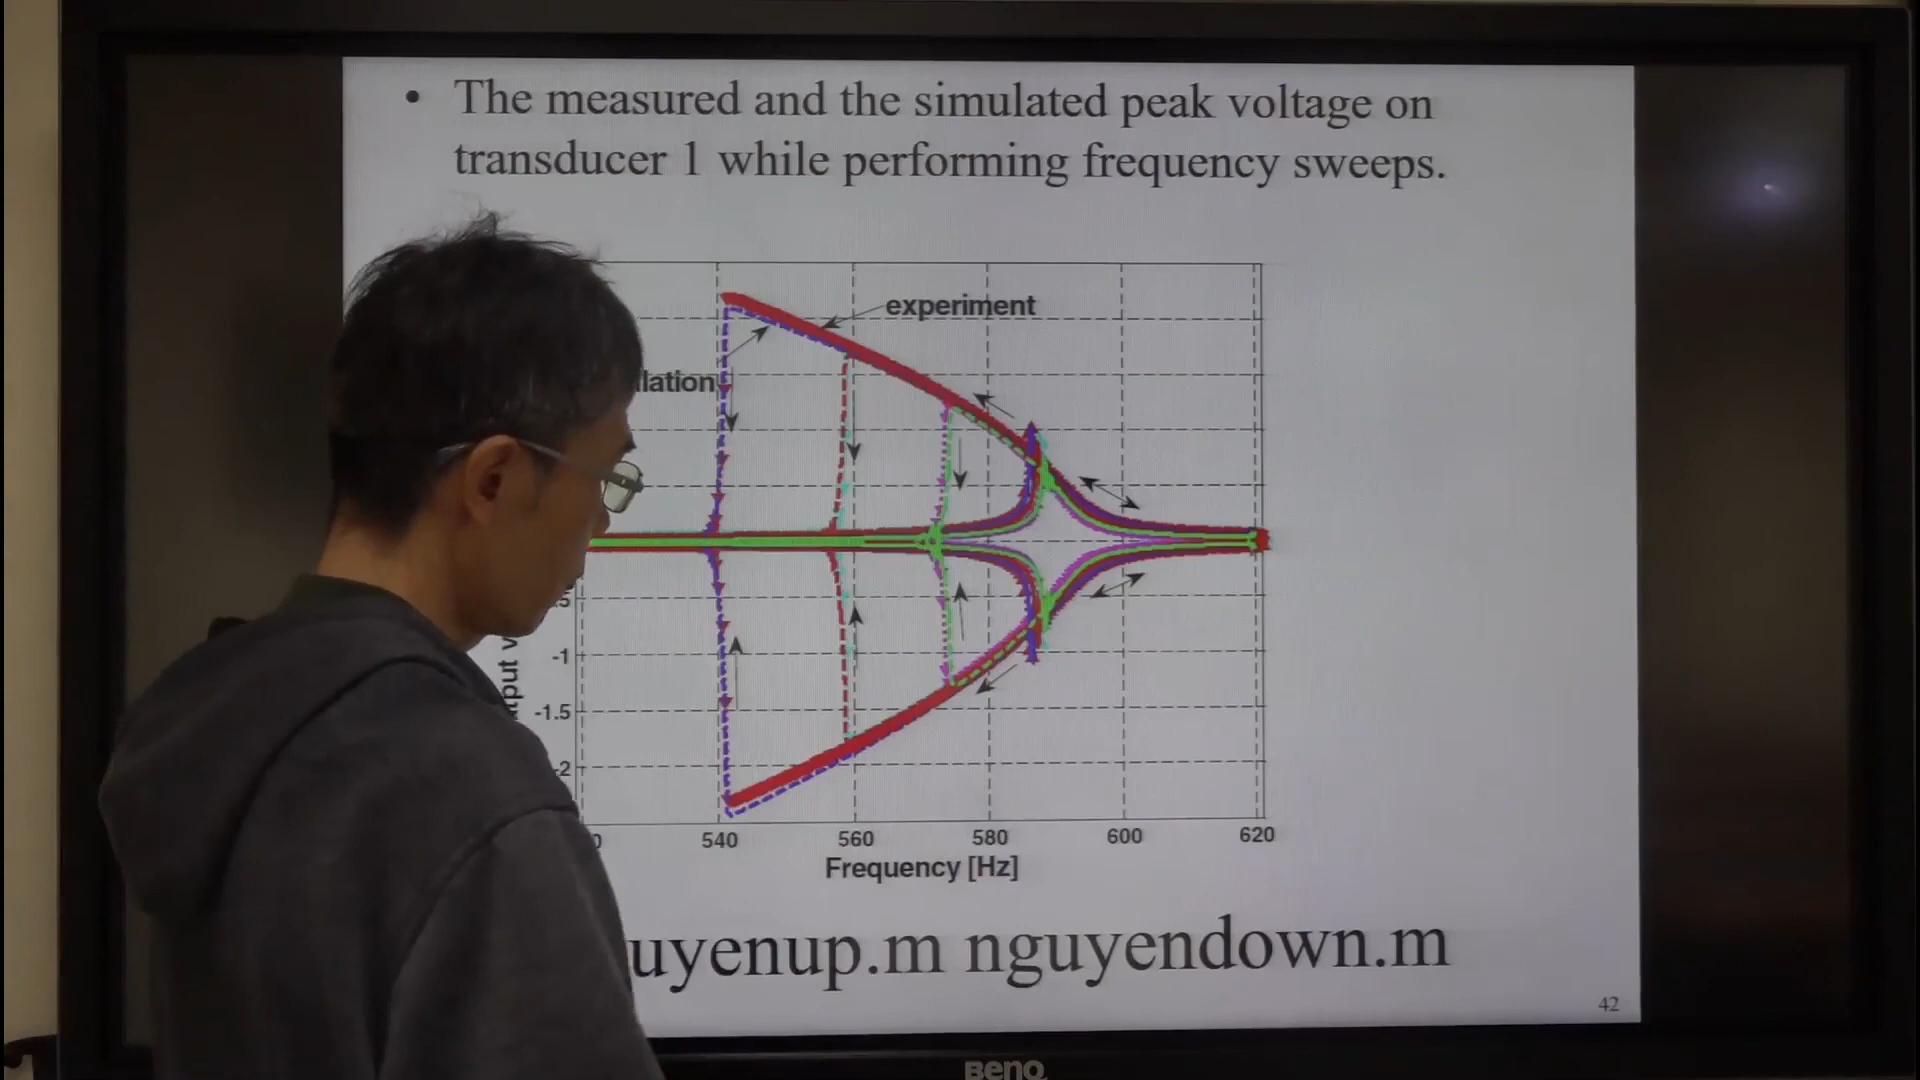 • The measured and the simulated peak voltage on
transducer 1 while performing frequency sweeps.
experiment
lation
-1
-1.5
-2
540 560 580 600 620
Frequency [Hz]
uyenup.m nguyendown.m
42
BenQ